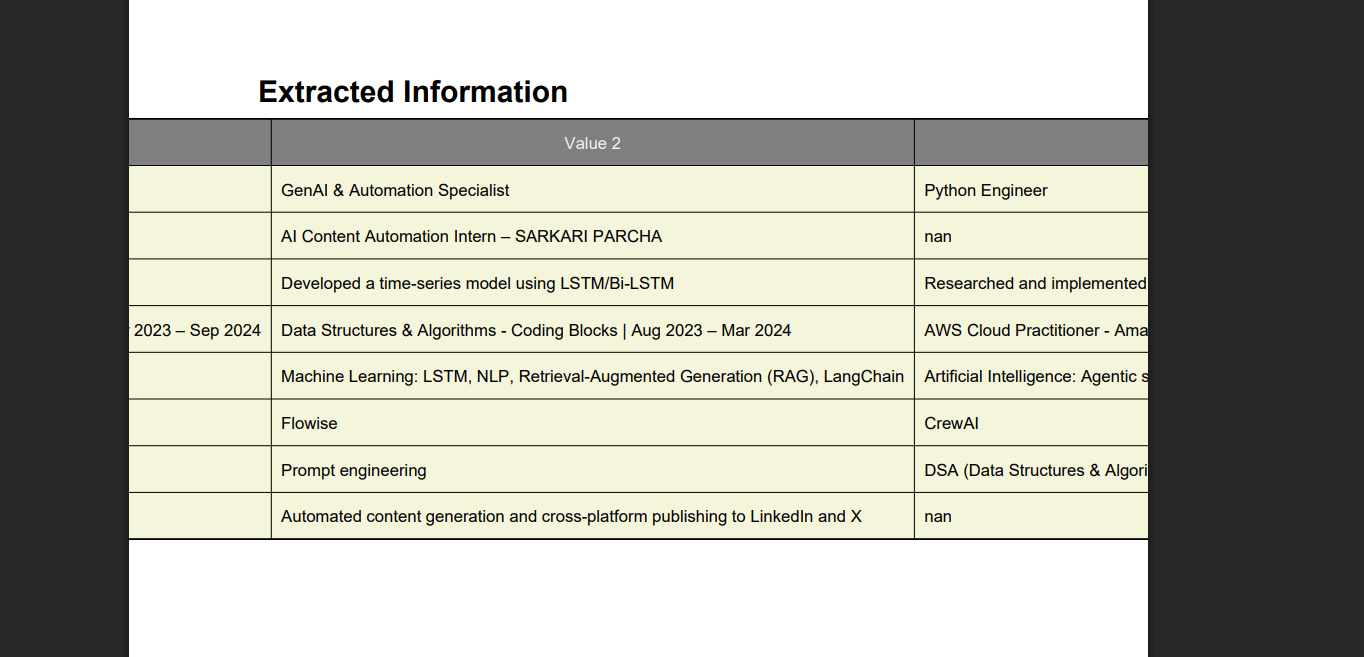 Extracted Information
Value 2
GenAI & Automation Specialist Python Engineer
AI Content Automation Intern – SARKARI PARCHA nan
Developed a time-series model using LSTM/Bi-LSTM Researched and implemented
2023 – Sep 2024 Data Structures & Algorithms - Coding Blocks | Aug 2023 – Mar 2024 AWS Cloud Practitioner - Ama
Machine Learning: LSTM, NLP, Retrieval-Augmented Generation (RAG), LangChain Artificial Intelligence: Agentic s
Flowise CrewAI
Prompt engineering DSA (Data Structures & Algori
Automated content generation and cross-platform publishing to LinkedIn and X nan